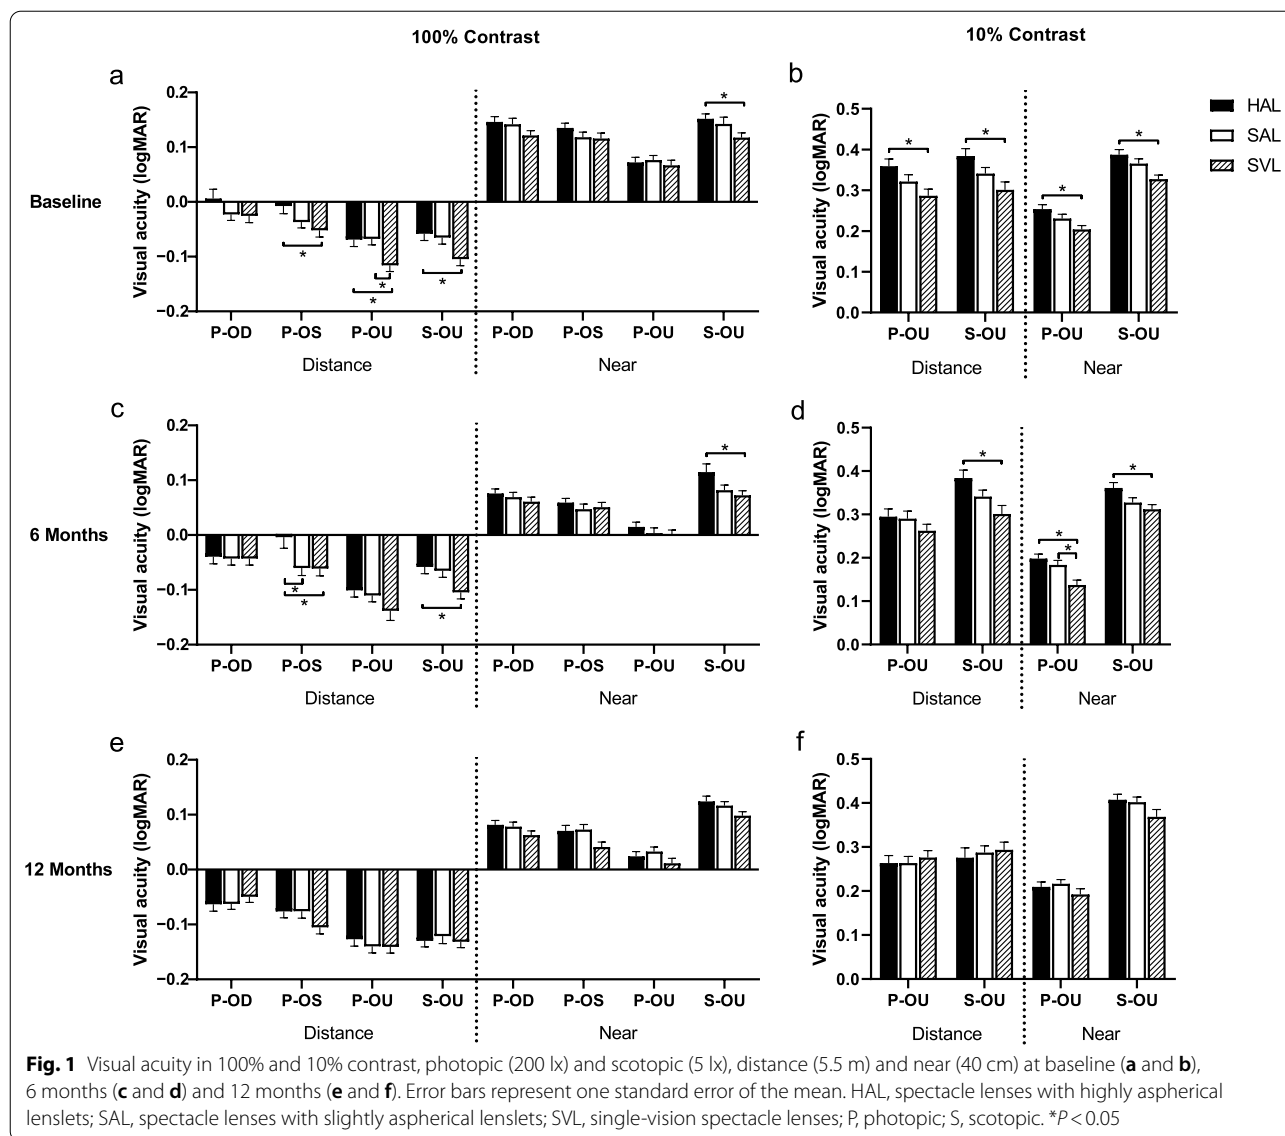 100% Contrast
10% Contrast
a
b
HAL
SAL
SVL
Baseline
Visual acuity (logMAR)
0.2
0.1
0.0
−0.1
−0.2
*
*
*
*
*
P-OD P-OS P-OU S-OU P-OD P-OS P-OU S-OU
Distance Near
Visual acuity (logMAR)
0.5
0.4
0.3
0.2
0.1
0.0
*
*
*
*
P-OU S-OU P-OU S-OU
Distance Near
c
d
6 Months
Visual acuity (logMAR)
0.2
0.1
0.0
−0.1
−0.2
*
*
*
*
P-OD P-OS P-OU S-OU P-OD P-OS P-OU S-OU
Distance Near
Visual acuity (logMAR)
0.5
0.4
0.3
0.2
0.1
0.0
*
*
*
*
P-OU S-OU P-OU S-OU
Distance Near
e
f
12 Months
Visual acuity (logMAR)
0.2
0.1
0.0
−0.1
−0.2
P-OD P-OS P-OU S-OU P-OD P-OS P-OU S-OU
Distance Near
Visual acuity (logMAR)
0.5
0.4
0.3
0.2
0.1
0.0
P-OU S-OU P-OU S-OU
Distance Near
Fig. 1 Visual acuity in 100% and 10% contrast, photopic (200 lx) and scotopic (5 lx), distance (5.5 m) and near (40 cm) at baseline (a and b),
6 months (c and d) and 12 months (e and f). Error bars represent one standard error of the mean. HAL, spectacle lenses with highly aspherical
lenslets; SAL, spectacle lenses with slightly aspherical lenslets; SVL, single-vision spectacle lenses; P, photopic; S, scotopic. *P < 0.05